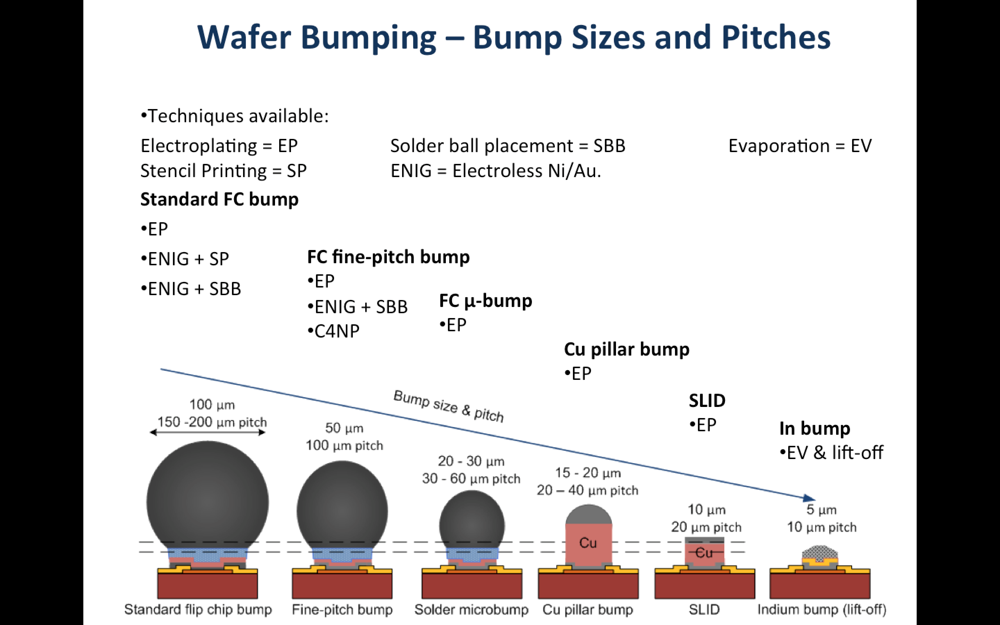 Wafer Bumping – Bump Sizes and Pitches
•Techniques available:
Electroplating = EP
Solder ball placement = SBB
Evaporation = EV
Stencil Printing = SP
ENIG = Electroless Ni/Au.
Standard FC bump
•EP
•ENIG + SP
•ENIG + SBB
FC fine-pitch bump
•EP
•ENIG + SBB
•C4NP
FC µ-bump
•EP
Cu pillar bump
•EP
SLID
•EP
In bump
•EV & lift-off
Bump size & pitch
100 µm
150 -200 µm pitch
50 µm
100 µm pitch
20 - 30 µm
30 - 60 µm pitch
15 - 20 µm
20 – 40 µm pitch
10 µm
20 µm pitch
5 µm
10 µm pitch
Cu
Cu
Standard flip chip bump
Fine-pitch bump
Solder microbump
Cu pillar bump
SLID
Indium bump (lift-off)